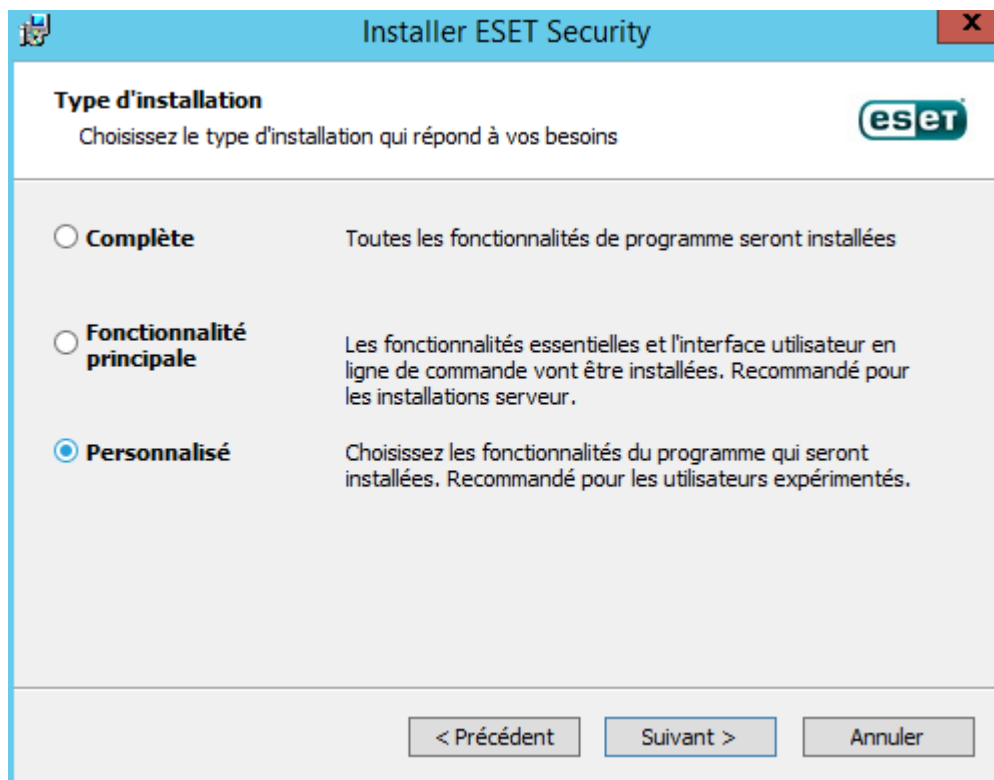 Installer ESET Security
x
Type d'installation
Choisissez le type d'installation qui répond à vos besoins
eseT
Complète
Toutes les fonctionnalités de programme seront installées
Fonctionnalité
principale
Les fonctionnalités essentielles et l'interface utilisateur en
ligne de commande vont être installées. Recommandé pour
les installations serveur.
Personnalisé
Choisissez les fonctionnalités du programme qui seront
installées. Recommandé pour les utilisateurs expérimentés.
< Précédent
Suivant >
Annuler